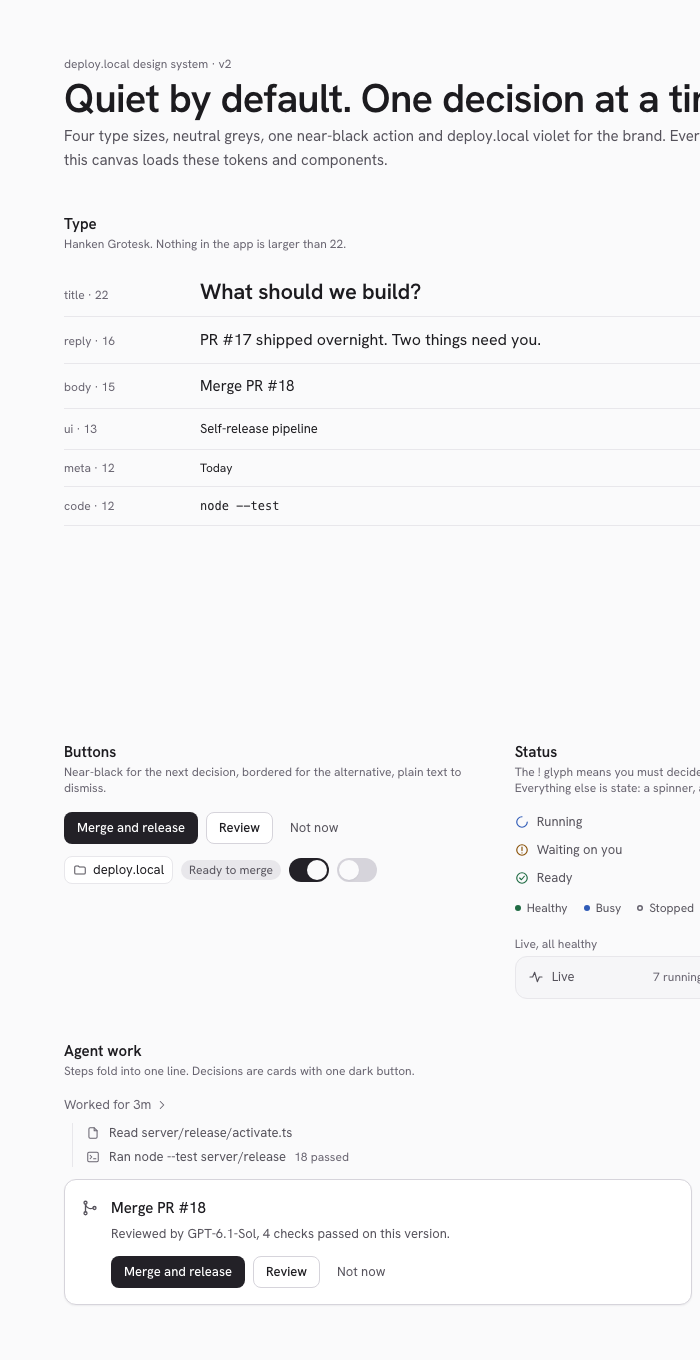 deploy.local design system · v2
Quiet by default. One decision at a
Four type sizes, neutral greys, one near-black action and deploy.local violet for the brand.
this canvas loads these tokens and components.
Type
Hanken Grotesk. Nothing in the app is larger than 22.
title · 22 What should we build?
reply · 16 PR #17 shipped overnight. Two things need you.
body · 15 Merge PR #18
ui · 13 Self-release pipeline
meta · 12 Today
code · 12 node --test
Buttons
Near-black for the next decision, bordered for the alternative, plain text to
dismiss.
Merge and release Review Not now
deploy.local Ready to merge
Status
The ! glyph means you must decide
Everything else is state: a spinner,
Running
Waiting on you
Ready
Healthy Busy Stopped
Live, all healthy
Live 7 running
Agent work
Steps fold into one line. Decisions are cards with one dark button.
Worked for 3m
Read server/release/activate.ts
Ran node --test server/release 18 passed
Merge PR #18
Reviewed by GPT-6.1-Sol, 4 checks passed on this version.
Merge and release Review Not now